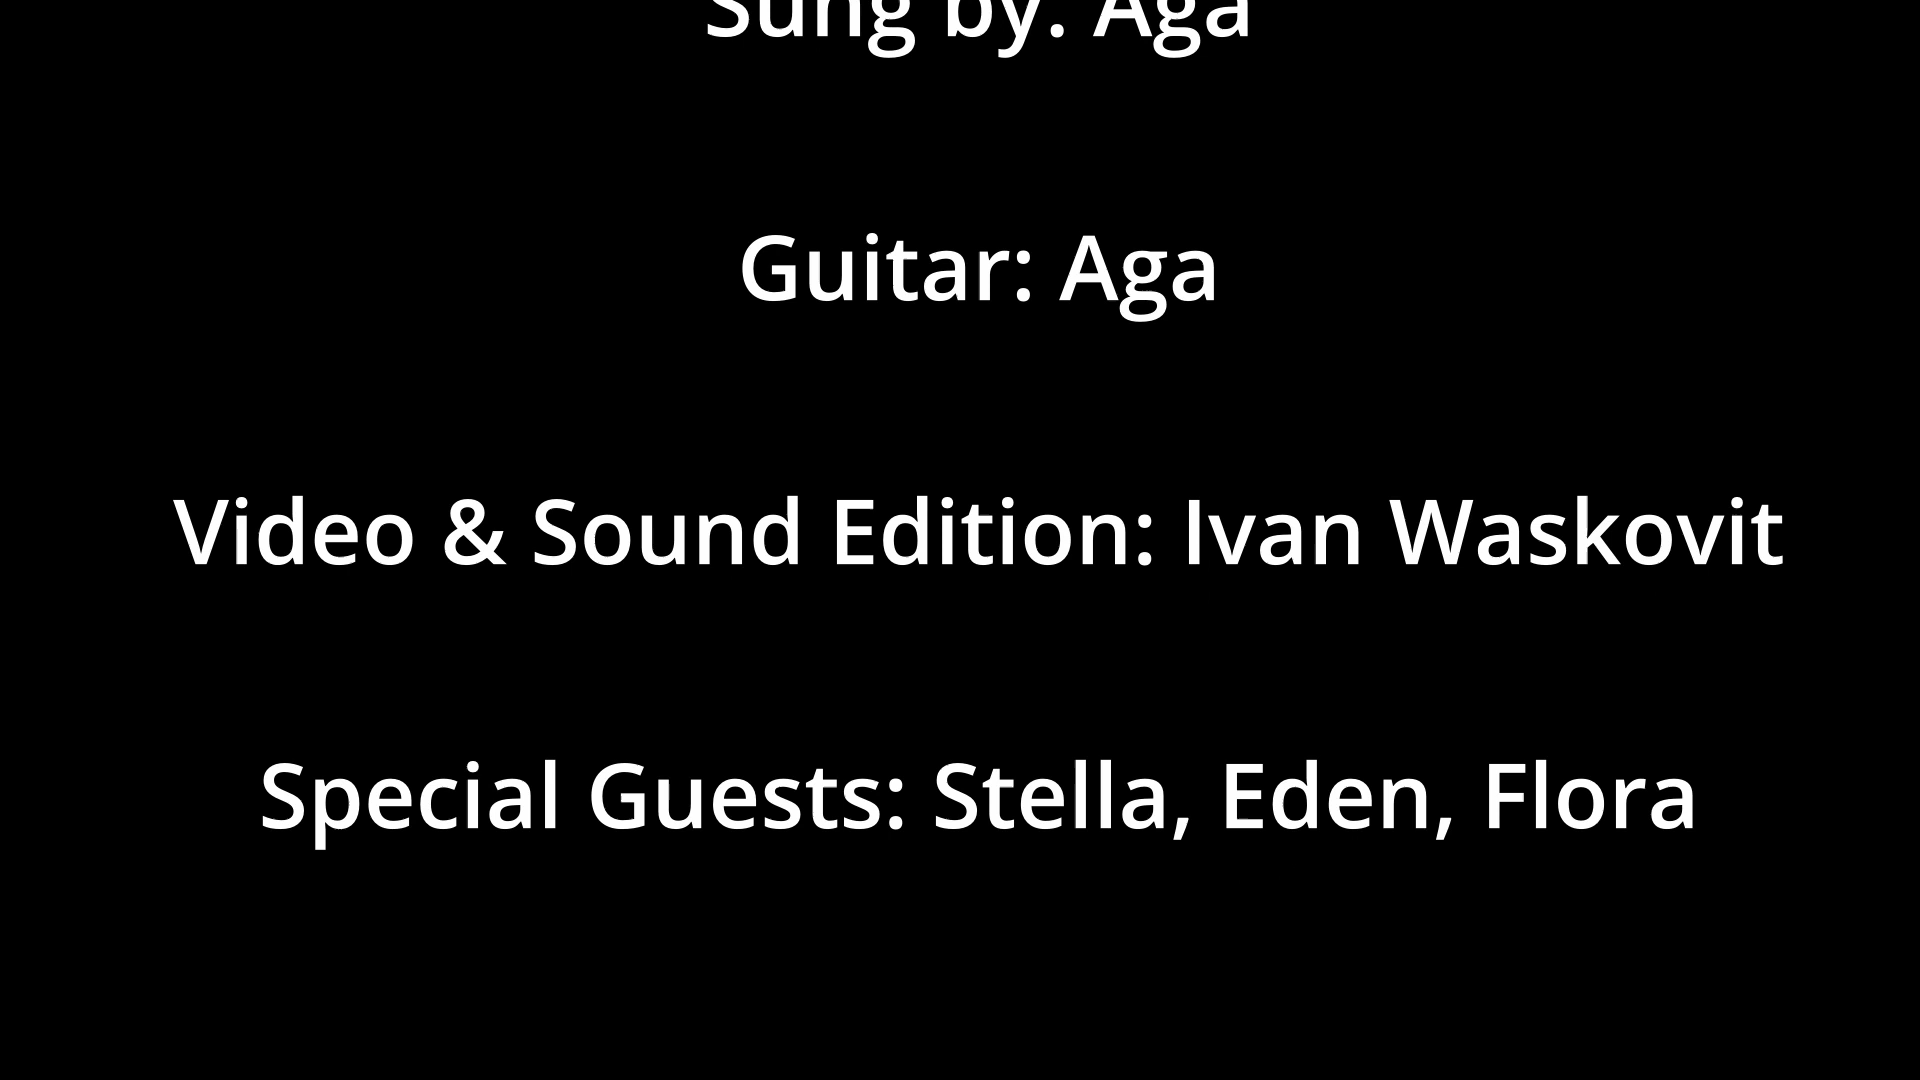 Sung by: Aga
Guitar: Aga
Video & Sound Edition: Ivan Waskovit
Special Guests: Stella, Eden, Flora